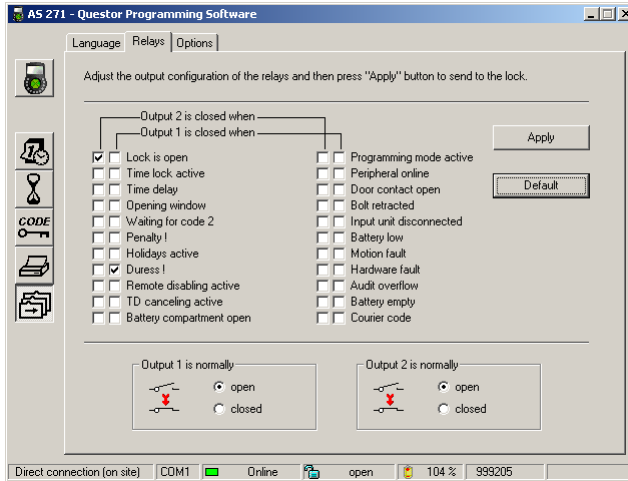 AS 271 - Questor Programming Software
Language Relays Options
Adjust the output configuration of the relays and then press "Apply" button to send to the lock.
Output 2 is closed when
Output 1 is closed when
Lock is open
Time lock active
Time delay
Opening window
Waiting for code 2
Penalty !
Holidays active
Duress !
Remote disabling active
TD canceling active
Battery compartment open
Programming mode active
Peripheral online
Door contact open
Bolt retracted
Input unit disconnected
Battery low
Motion fault
Hardware fault
Audit overflow
Battery empty
Courier code
Apply
Default
CODE
Output 1 is normally
open
closed
Output 2 is normally
open
closed
Direct connection (on site) COM1 Online open 104 % 999205